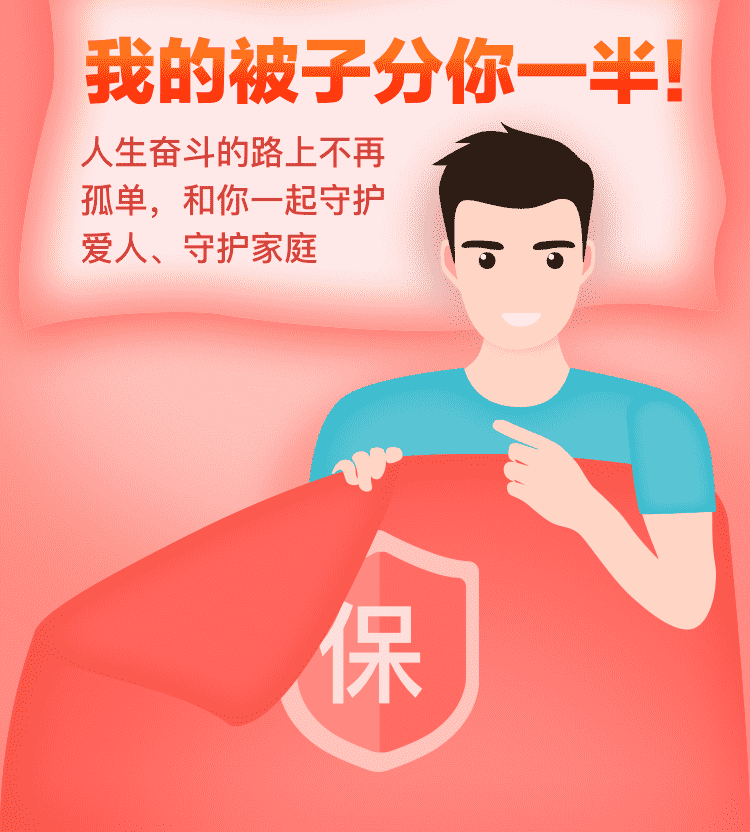 我的被子分你一半!
人生奋斗的路上不再
孤单，和你一起守护
爱人、守护家庭
保